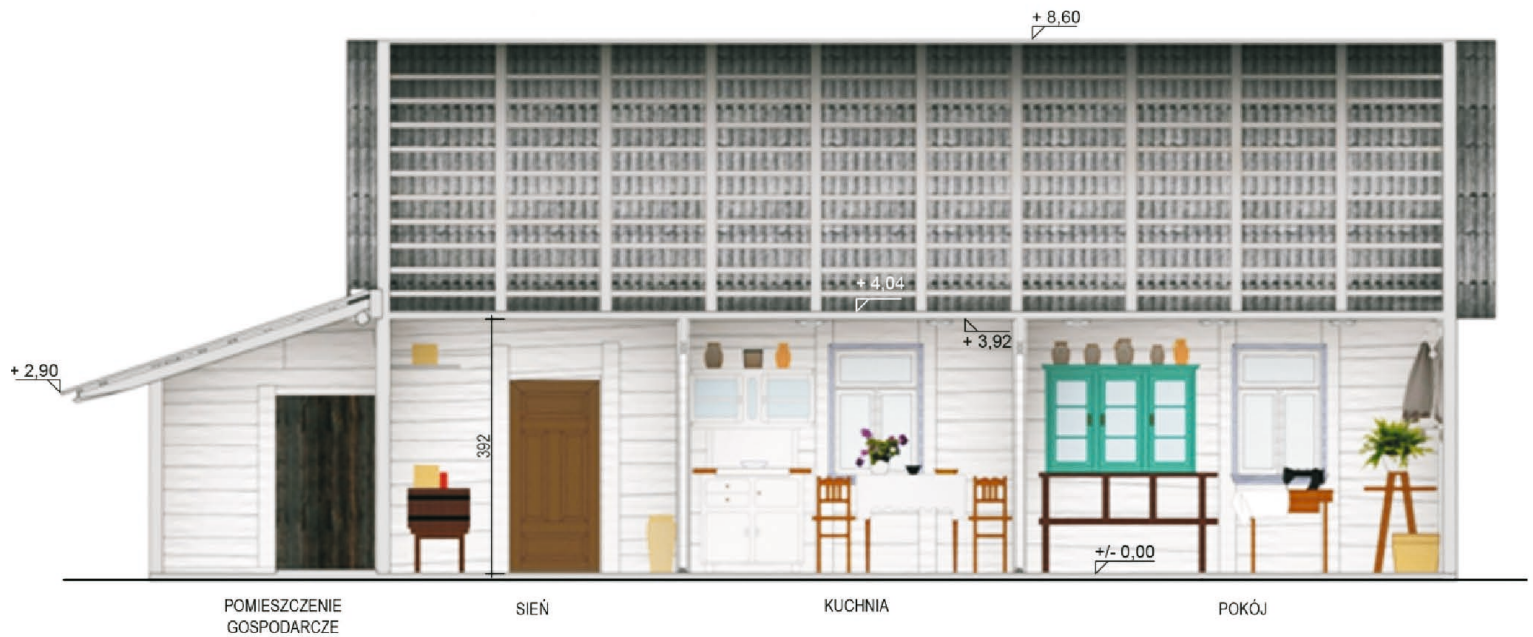 + 8,60
+ 4,04
+ 3,92
+ 2,90
392
+/- 0,00
POMIESZCZENIE
GOSPODARCZE
SIEŃ
KUCHNIA
POKÓJ